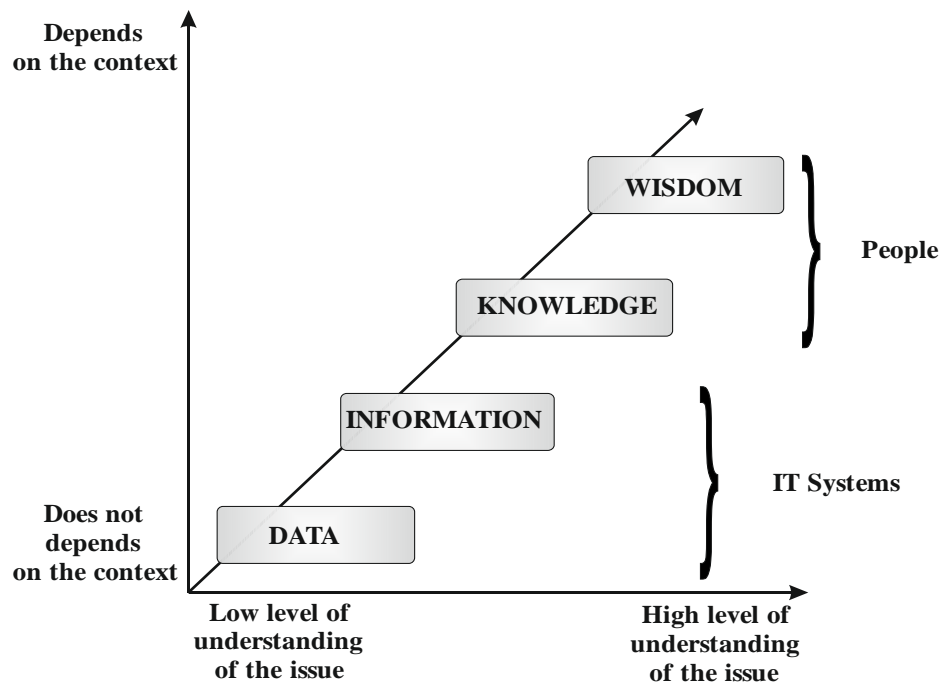 Depends
on the context
WISDOM
People
KNOWLEDGE
INFORMATION
IT Systems
Does not
depends
on the context
DATA
Low level of
understanding
of the issue
High level of
understanding
of the issue